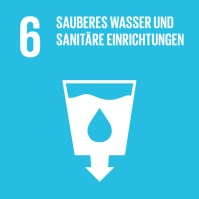 6
SAUBERES WASSER UND
SANITÄRE EINRICHTUNGEN